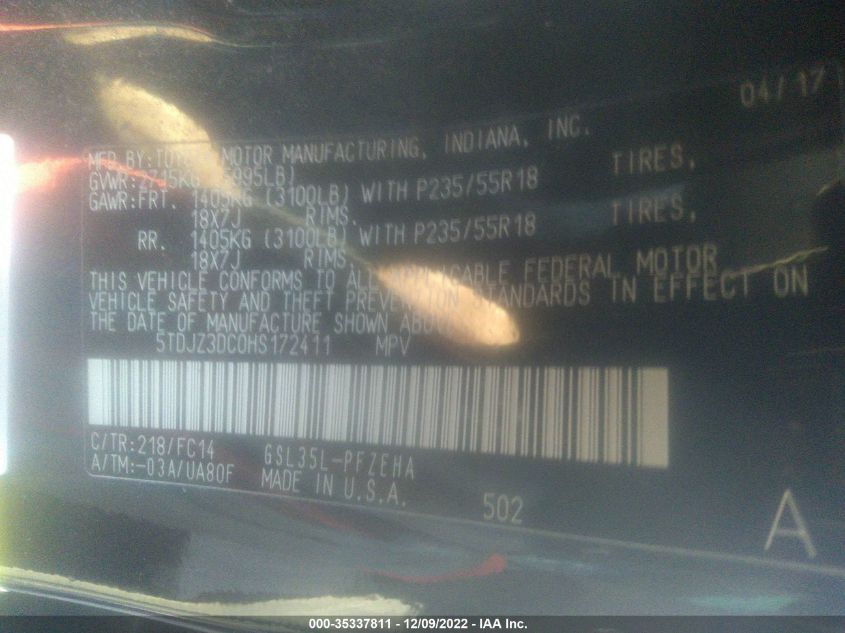 04/17
MFD BY:TOYOTA MOTOR MANUFACTURING, INDIANA, INC.
GVWR:2715KG (5995LB)
GAWR:FRT. 1405KG (3100LB) WITH P235/55R18 TIRES,
18X7J RIMS.
RR. 1405KG (3100LB) WITH P235/55R18 TIRES,
18X7J RIMS.
THIS VEHICLE CONFORMS TO ALL APPLICABLE FEDERAL MOTOR
VEHICLE SAFETY AND THEFT PREVENTION STANDARDS IN EFFECT ON
THE DATE OF MANUFACTURE SHOWN ABOVE
5TDJZ3DC0HS172411 MPV
C/TR:218/FC14 GSL35L-PFZEHA
A/TM:-03A/UA80F MADE IN U.S.A.
502
A
000-35337811 - 12/09/2022 - IAA Inc.